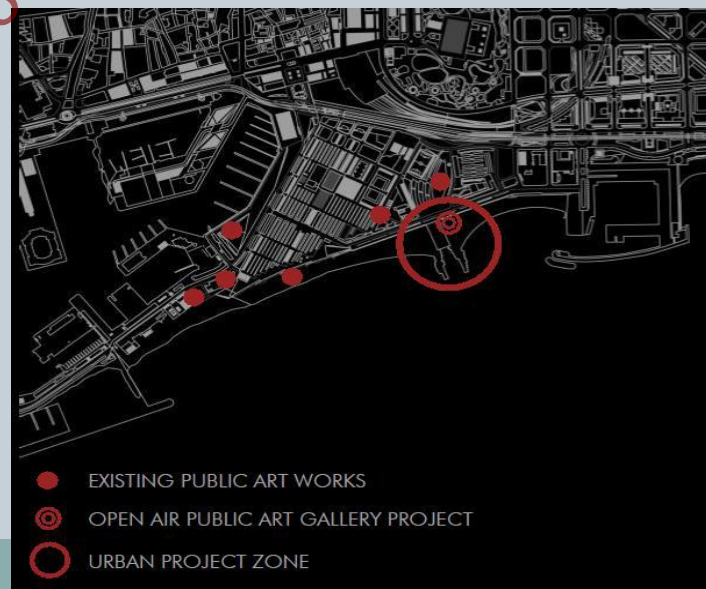 EXISTING PUBLIC ART WORKS
OPEN AIR PUBLIC ART GALLERY PROJECT
URBAN PROJECT ZONE